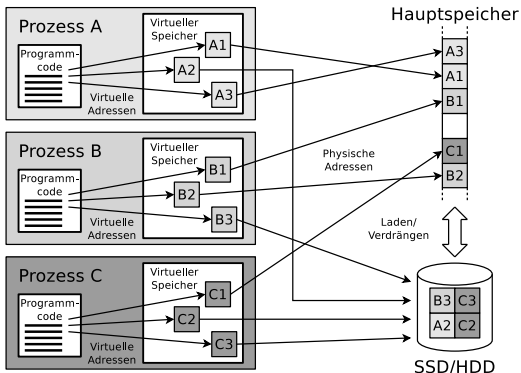 Hauptspeicher
Prozess A
Programm-
code
Virtuelle
Adressen
Virtueller
Speicher
A1
A2
A3
Prozess B
Programm-
code
Virtuelle
Adressen
Virtueller
Speicher
B1
B2
B3
Prozess C
Programm-
code
Virtuelle
Adressen
Virtueller
Speicher
C1
C2
C3
Physische
Adressen
A3
A1
B1
C1
B2
Laden/
Verdrängen
B3 C3
A2 C2
SSD/HDD